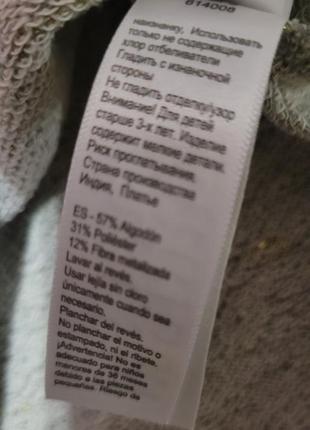 814008
наизнанку, Использовать
только не содержащие
хлор отбеливатели
Гладить с изнаночной
стороны
Не гладить отделку/узор
Внимание! Для детей
старше 3-х лет. Изделие
содержит мелкие детали.
Риск проглатывания.
Страна производства
Индия, Платье
ES - 57% Algodón
31% Poliéster
12% Fibra metalizada
Lavar al revés.
Usar lejía sin cloro
únicamente cuando sea
necesario.
Planchar del revés.
No planchar el motivo o
estampado, ni el ribete.
¡Advertencia! No es
adecuado para niños
menores de 36 meses
debido a las piezas
pequeñas. Riesgo de